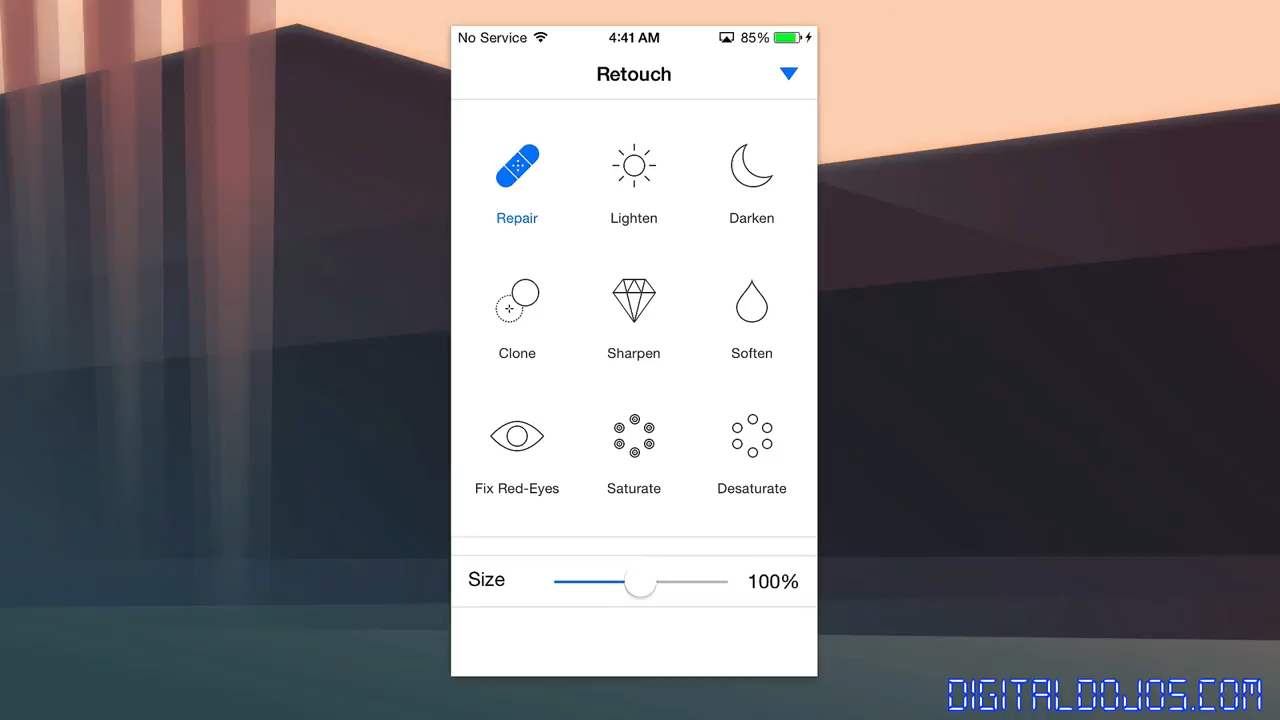 No Service 4:41 AM 85%
Retouch
Repair Lighten Darken
Clone Sharpen Soften
Fix Red-Eyes Saturate Desaturate
Size 100%
DIGITALDOJOS.COM